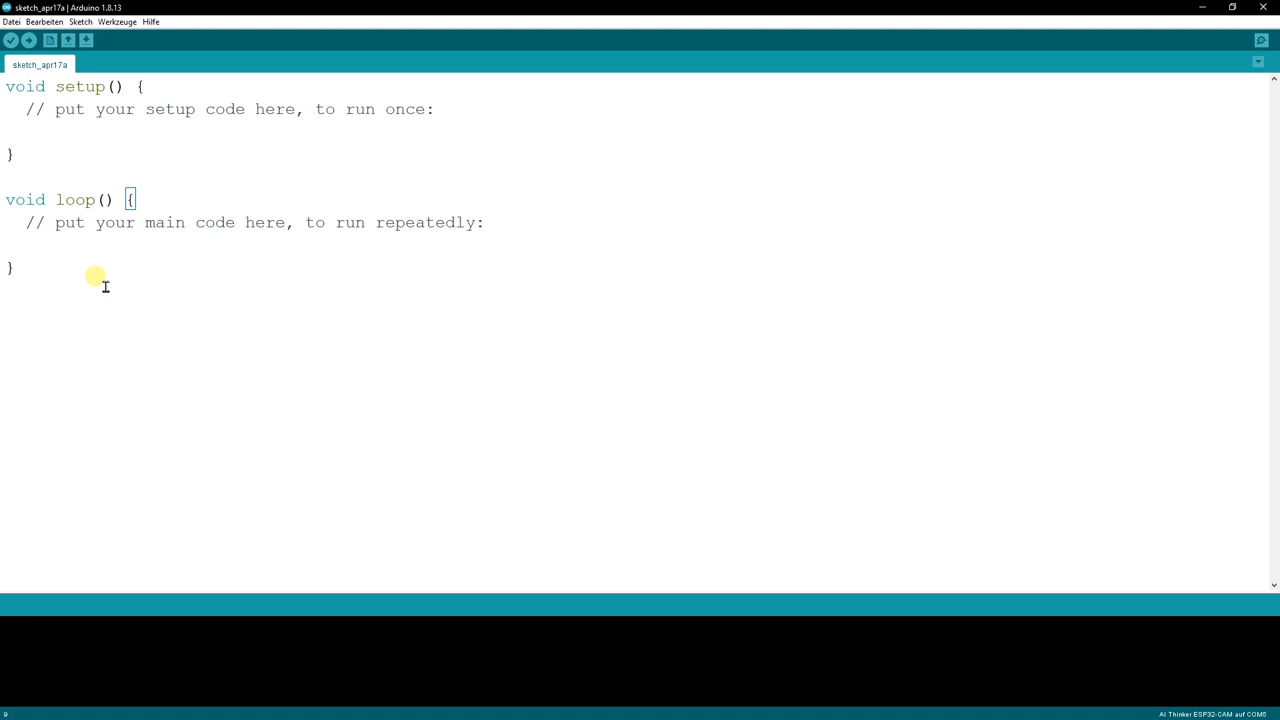 sketch_apr17a | Arduino 1.8.13
Datei Bearbeiten Sketch Werkzeuge Hilfe
sketch_apr17a
void setup() {
  // put your setup code here, to run once:
}
void loop() {
  // put your main code here, to run repeatedly:
}
9
AI Thinker ESP32-CAM auf COM5